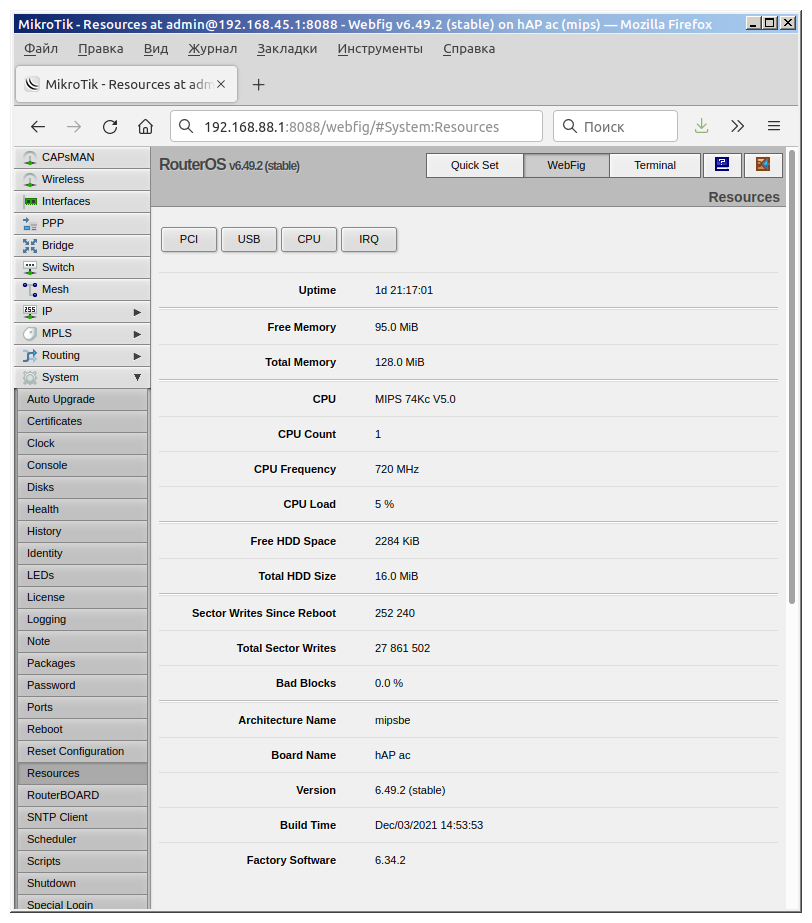 MikroTik - Resources at admin@192.168.45.1:8088 - Webfig v6.49.2 (stable) on hAP ac (mips) — Mozilla Firefox
Файл Правка Вид Журнал Закладки Инструменты Справка
MikroTik - Resources at adm
192.168.88.1:8088/webfig/#System:Resources Поиск
CAPsMAN
Wireless
Interfaces
PPP
Bridge
Switch
Mesh
IP
MPLS
Routing
System
Auto Upgrade
Certificates
Clock
Console
Disks
Health
History
Identity
LEDs
License
Logging
Note
Packages
Password
Ports
Reboot
Reset Configuration
Resources
RouterBOARD
SNTP Client
Scheduler
Scripts
Shutdown
Special Login
RouterOS v6.49.2 (stable) Quick Set WebFig Terminal
Resources
PCI USB CPU IRQ
Uptime 1d 21:17:01
Free Memory 95.0 MiB
Total Memory 128.0 MiB
CPU MIPS 74Kc V5.0
CPU Count 1
CPU Frequency 720 MHz
CPU Load 5 %
Free HDD Space 2284 KiB
Total HDD Size 16.0 MiB
Sector Writes Since Reboot 252 240
Total Sector Writes 27 861 502
Bad Blocks 0.0 %
Architecture Name mipsbe
Board Name hAP ac
Version 6.49.2 (stable)
Build Time Dec/03/2021 14:53:53
Factory Software 6.34.2